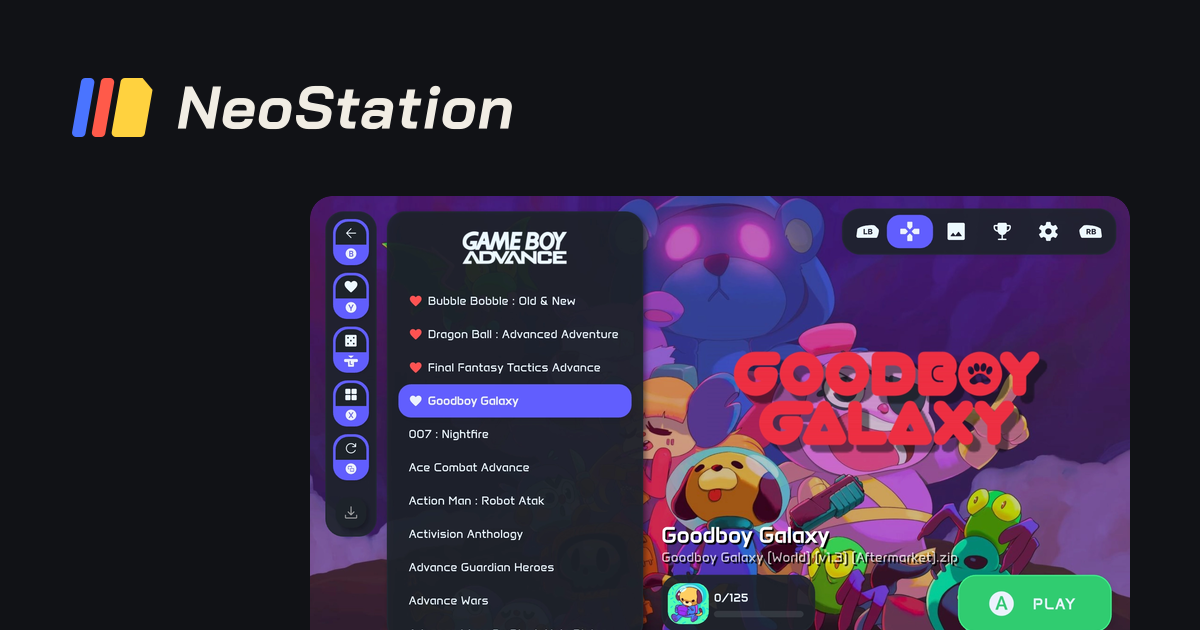 NeoStation
LB
RB
B
Y
X
GAME BOY
ADVANCE
Bubble Bobble : Old & New
Dragon Ball : Advanced Adventure
Final Fantasy Tactics Advance
Goodboy Galaxy
007 : Nightfire
Ace Combat Advance
Action Man : Robot Atak
Activision Anthology
Advance Guardian Heroes
Advance Wars
GOODBOY
GALAXY
Goodboy Galaxy
Goodboy Galaxy (World) (v1.3) (Aftermarket).zip
0/125
A PLAY